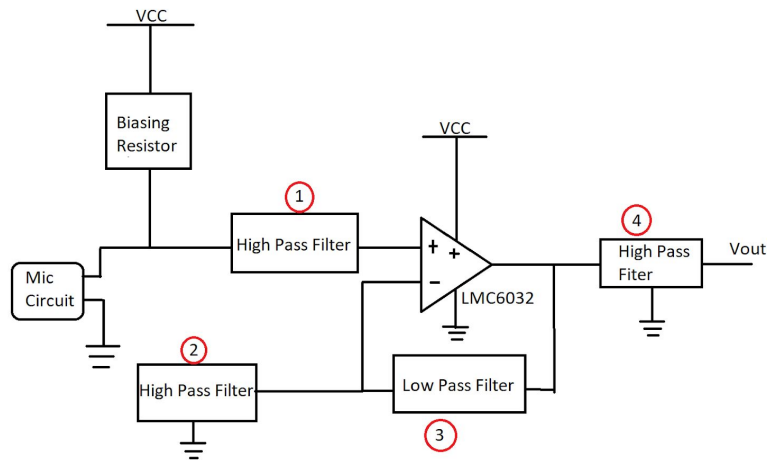 VCC
Biasing
Resistor
VCC
1
High Pass Filter
+
+
−
LMC6032
4
High Pass
Fiter
Vout
Mic
Circuit
2
High Pass Filter
Low Pass Filter
3